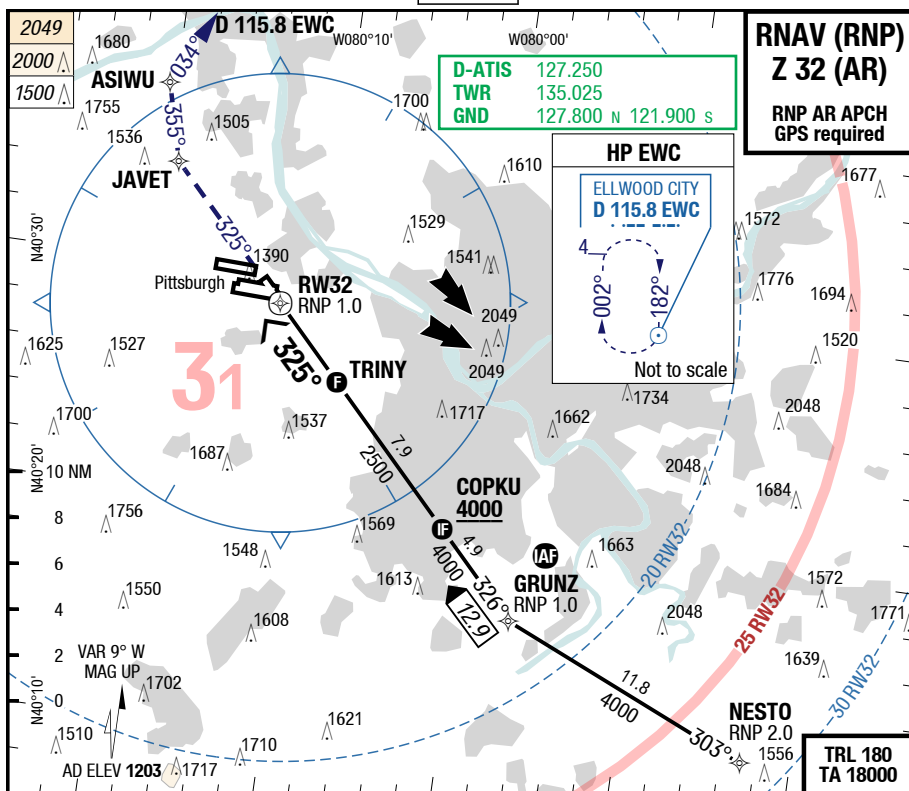 2049
2000
1500
D 115.8 EWC
W080°10'
W080°00'
RNAV (RNP)
Z 32 (AR)
RNP AR APCH
GPS required
D-ATIS 127.250
TWR 135.025
GND 127.800 N 121.900 S
HP EWC
ELLWOOD CITY
D 115.8 EWC
4
002°
182°
Not to scale
1680
ASIWU
034°
1755
355°
1505
1700
1536
JAVET
1610
1677
325°
1529
1572
N40°30'
1390
1541
1776
Pittsburgh
RW32
RNP 1.0
1694
2049
2049
1625
1527
325°
31
F
TRINY
1520
1734
1700
1537
1717
1662
2048
1687
7.9
2500
N40°20'
10 NM
COPKU
4000
2048
1684
1756
8
1569
IF
4.9
4000
1548
6
IAF
1663
GRUNZ
RNP 1.0
1613
326°
12.9
20 RW32
1550
4
1572
1608
2048
1771
25 RW32
VAR 9° W
MAG UP
2
1639
11.8
4000
30 RW32
1702
0
N40°10'
NESTO
RNP 2.0
303°
1621
1510
1710
1556
AD ELEV 1203
1717
TRL 180
TA 18000